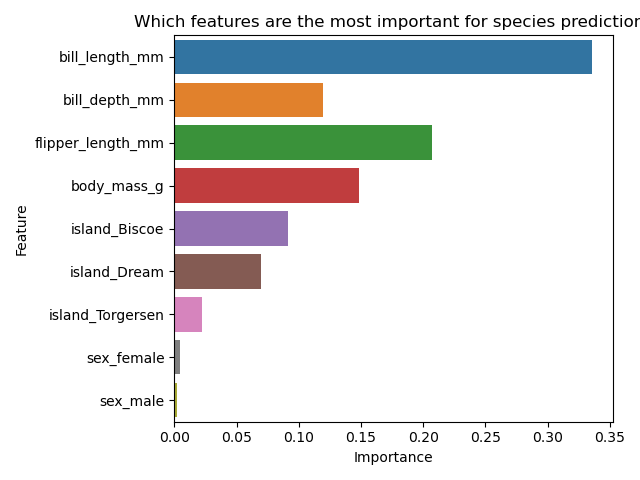 Which features are the most important for species prediction
bill_length_mm
bill_depth_mm
flipper_length_mm
body_mass_g
island_Biscoe
island_Dream
island_Torgersen
sex_female
sex_male
Feature
0.00 0.05 0.10 0.15 0.20 0.25 0.30 0.35
Importance